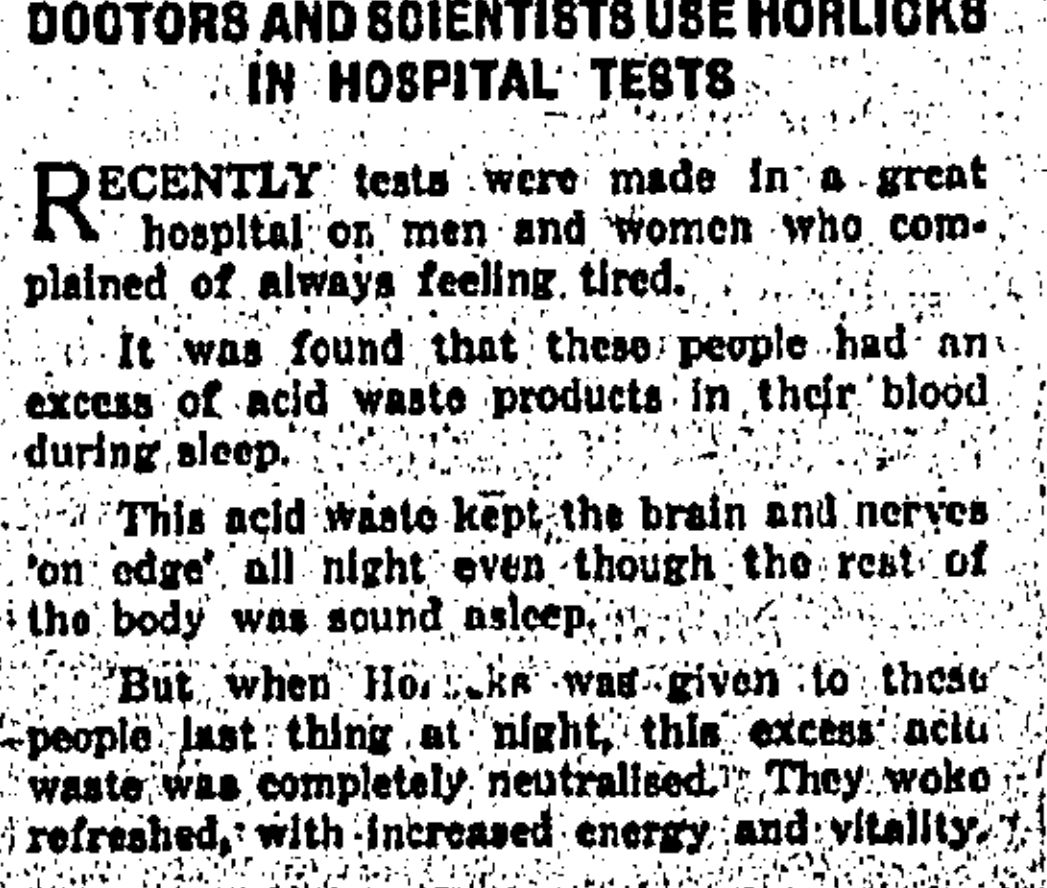 DOCTORS AND SCIENTISTS USE HORLICKS
IN HOSPITAL TESTS
RECENTLY tests were made in a great
hospital on men and women who com-
plained of always feeling tired.
It was found that these people had an
excess of acid waste products in their blood
during sleep.
This acid waste kept the brain and nerves
'on edge' all night even though the rest of
the body was sound asleep.
But when Horlicks was given to these
people last thing at night, this excess acid
waste was completely neutralised. They woke
refreshed, with increased energy and vitality.